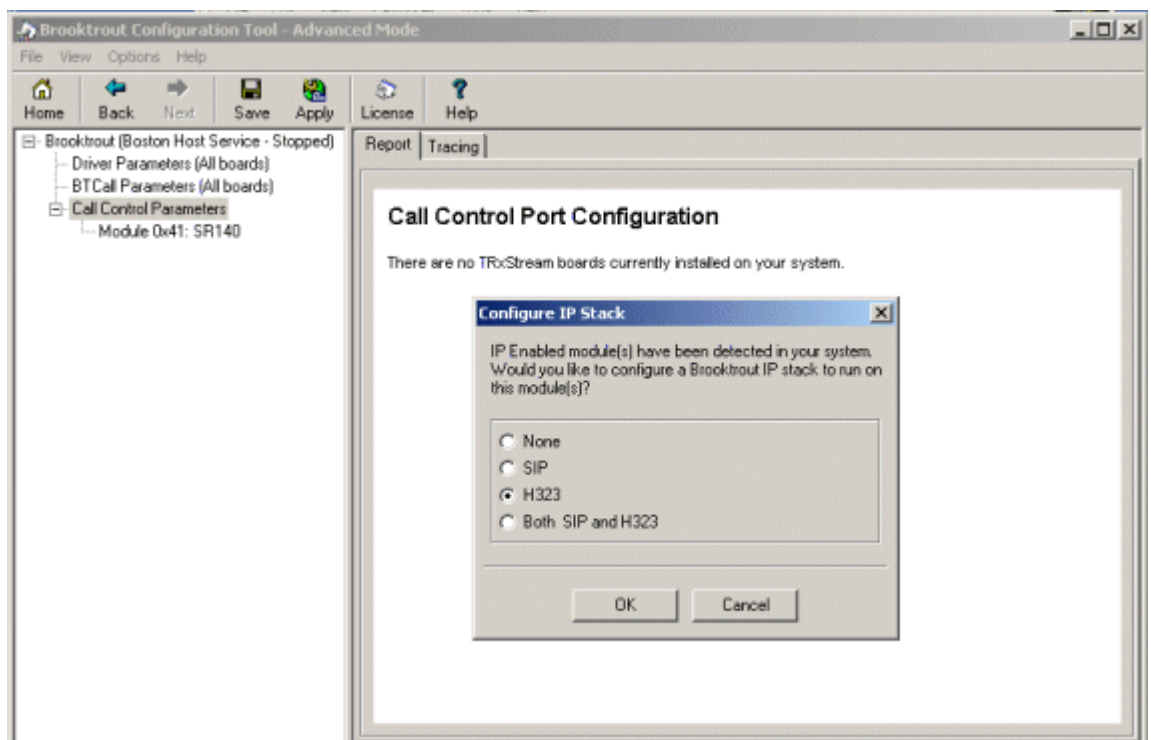 Brooktrout Configuration Tool - Advanced Mode
File View Options Help
Home Back Next Save Apply License Help
Brooktrout (Boston Host Service - Stopped)
Driver Parameters (All boards)
BTCall Parameters (All boards)
Call Control Parameters
Module 0x41: SR140
Report Tracing
Call Control Port Configuration
There are no TRxStream boards currently installed on your system.
Configure IP Stack
IP Enabled module(s) have been detected in your system.
Would you like to configure a Brooktrout IP stack to run on
this module(s)?
None
SIP
H323
Both SIP and H323
OK Cancel